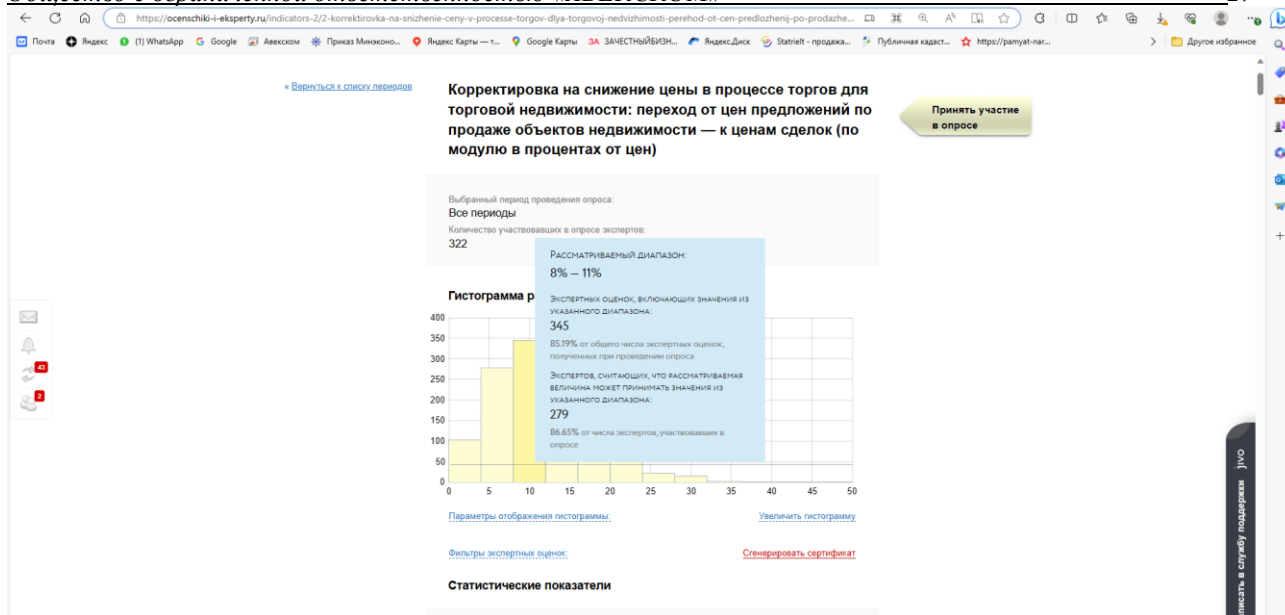 https://ocenschiki-i-eksperty.ru/indicators-2/2-korrektirovka-na-snizhenie-ceny-v-processe-torgov-dlya-torgovoj-nedvizhimosti-perehod-ot-cen-predlozhenij-po-prodazhe...
Почта Яндекс (1) WhatsApp Google Авекском Приказ Минэконо... Яндекс Карты — т... Google Карты ЗА ЗАЧЕСТНЫЙБИЗН... Яндекс.Диск Statrielt - продажа... Публичная кадаст... https://pamyat-nar... Другое избранное
« Вернуться к списку периодов
Корректировка на снижение цены в процессе торгов для
торговой недвижимости: переход от цен предложений по
продаже объектов недвижимости — к ценам сделок (по
модулю в процентах от цен)
Принять участие
в опросе
Выбранный период проведения опроса:
Все периоды
Количество участвовавших в опросе экспертов:
322
Рассматриваемый диапазон:
8% – 11%
Экспертных оценок, включающих значения из
указанного диапазона:
345
85.19% от общего числа экспертных оценок,
полученных при проведении опроса
Экспертов, считающих, что рассматриваемая
величина может принимать значения из
указанного диапазона:
279
86.65% от числа экспертов, участвовавших в
опросе
Гистограмма р
400
350
300
250
200
150
100
50
0
0 5 10 15 20 25 30 35 40 45 50
Параметры отображения гистограммы:
Увеличить гистограмму
Фильтры экспертных оценок:
Сгенерировать сертификат
Статистические показатели
43
2
писать в службу поддержки jivo